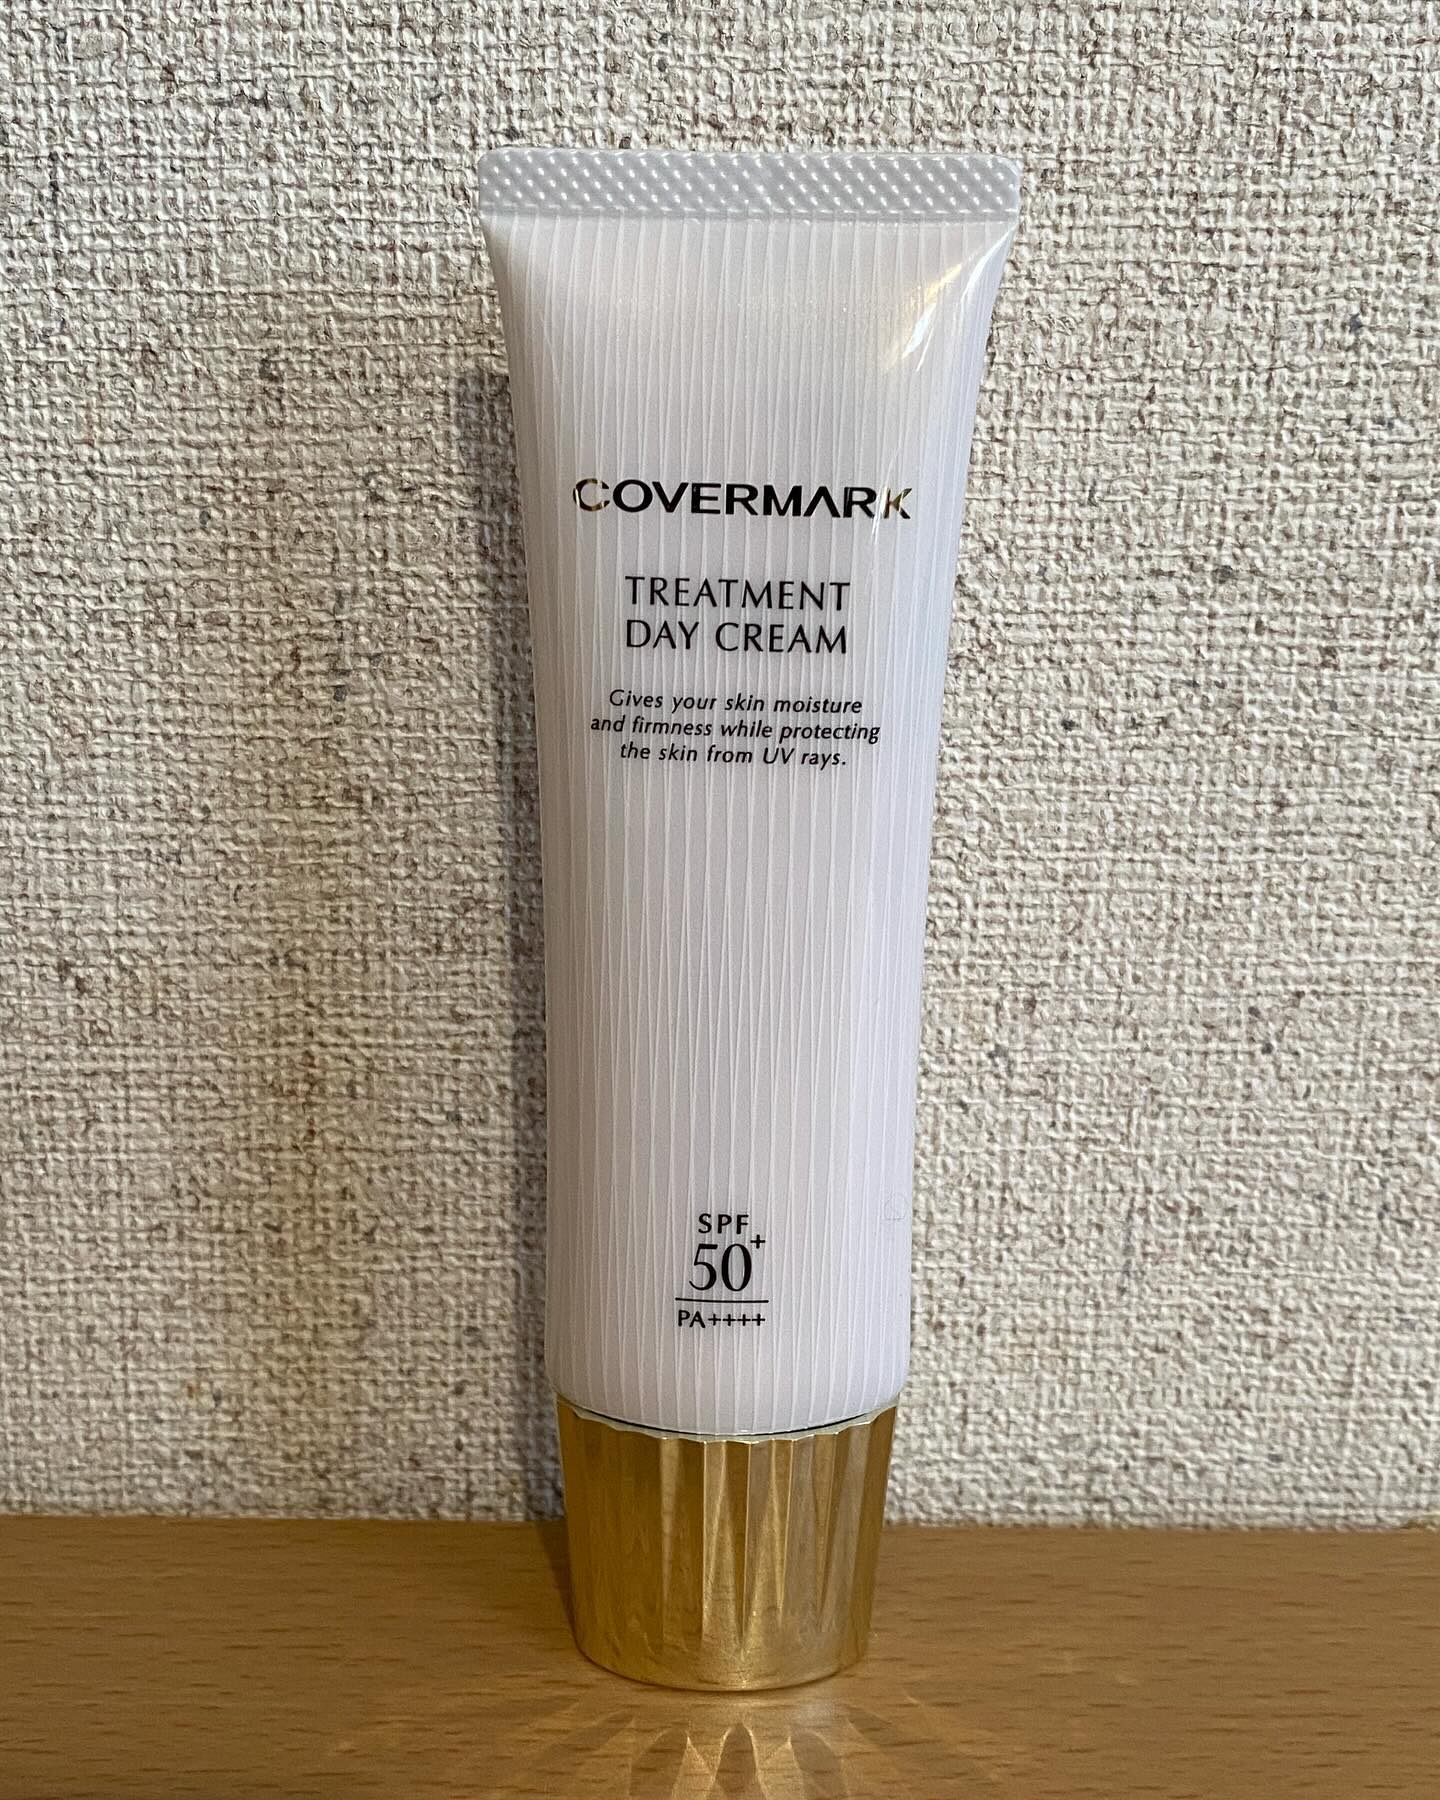 COVERMARK
TREATMENT
DAY CREAM
Gives your skin moisture
and firmness while protecting
the skin from UV rays.
SPF
50+
PA++++